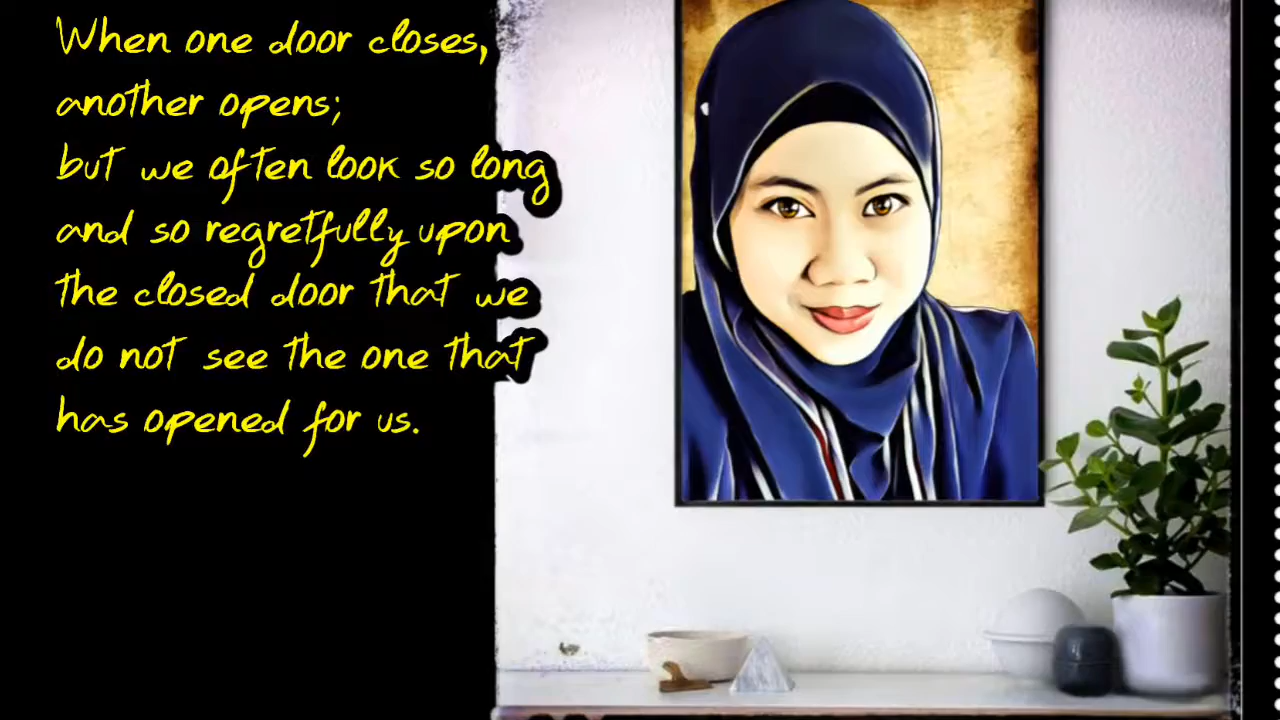 When one door closes,
another opens;
but we often look so long
and so regretfully upon
the closed door that we
do not see the one that
has opened for us.